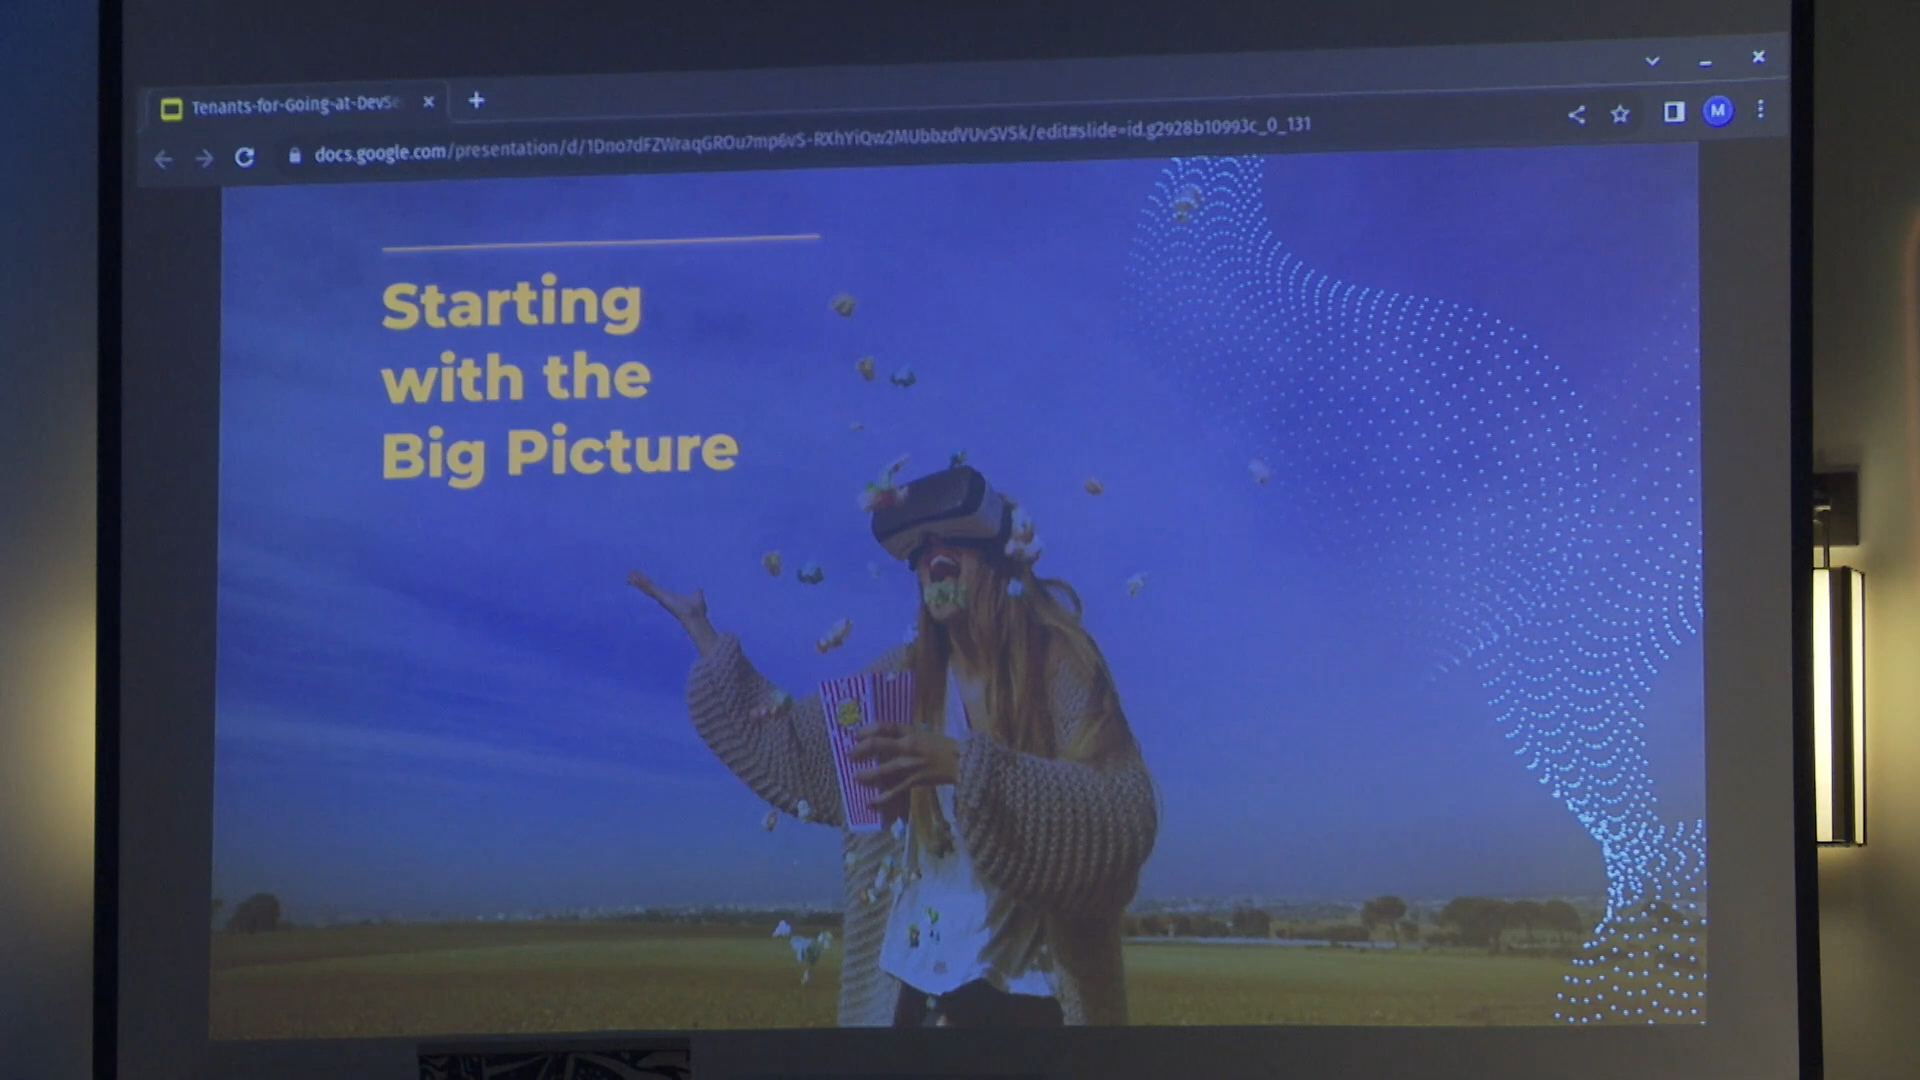 Tenants-for-Going-at-DevSe
docs.google.com/presentation/d/1Dno7dFZWraqGROu7mp6vS-RXhYiQw2MUbbzdVUvSVSk/edit#slide=id.g2928b10993c_0_131
M
Starting
with the
Big Picture